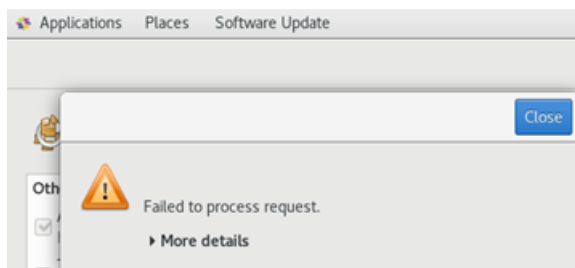 Applications Places Software Update
Close
Failed to process request.
More details
Oth